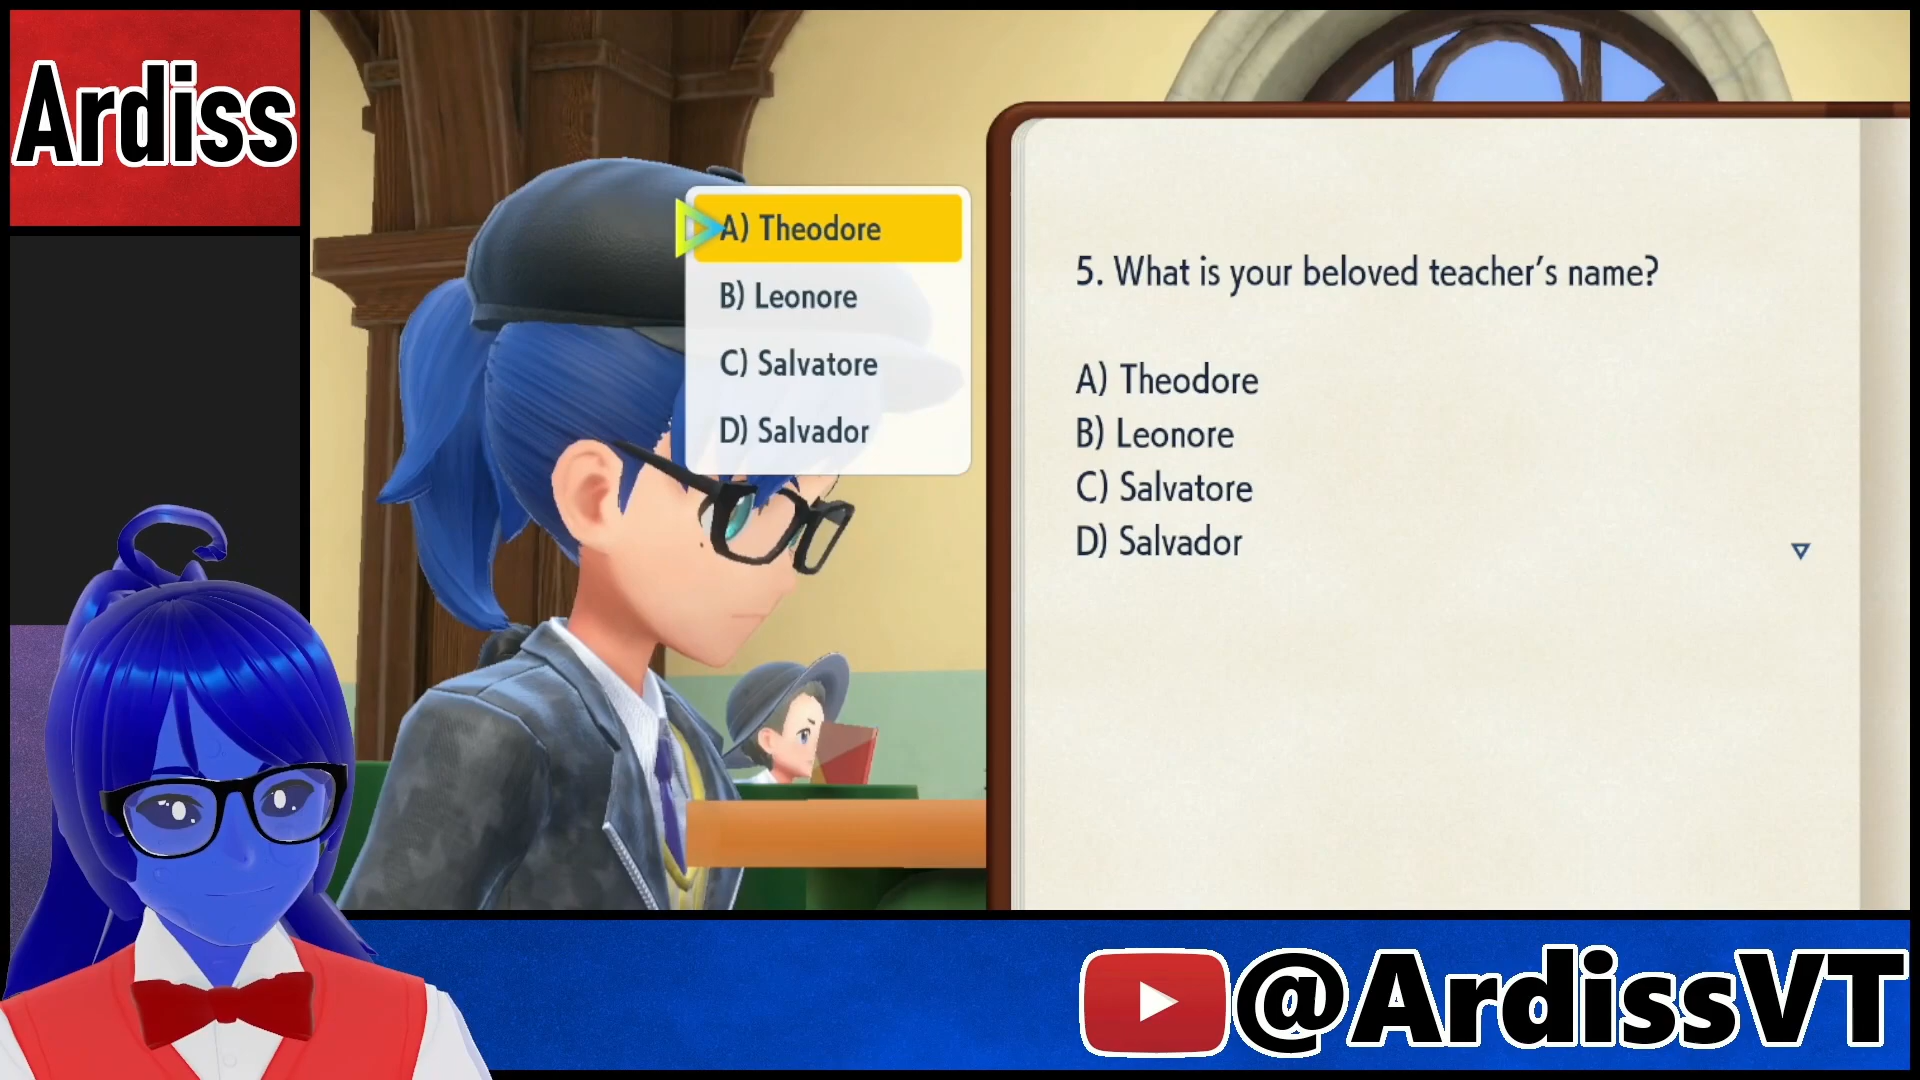 Ardiss
A) Theodore
B) Leonore
C) Salvatore
D) Salvador
5. What is your beloved teacher's name?
A) Theodore
B) Leonore
C) Salvatore
D) Salvador
@ArdissVT